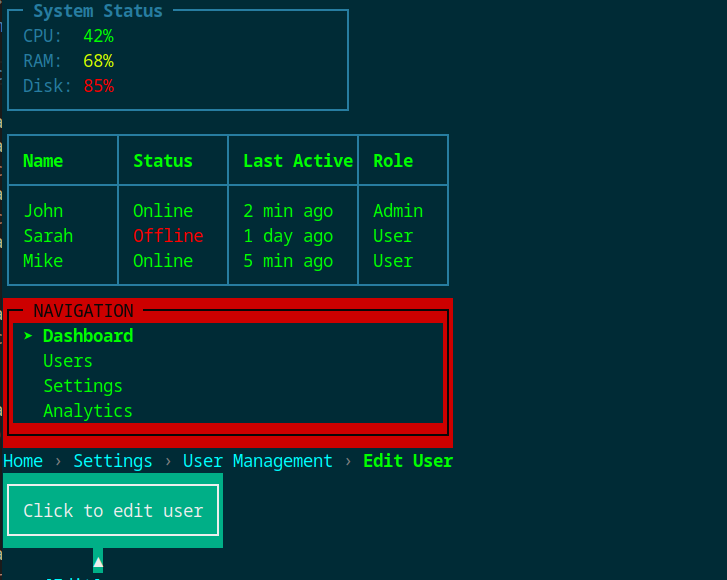 System Status
CPU: 42%
RAM: 68%
Disk: 85%
Name Status Last Active Role
John Online 2 min ago Admin
Sarah Offline 1 day ago User
Mike Online 5 min ago User
NAVIGATION
➤ Dashboard
Users
Settings
Analytics
Home › Settings › User Management › Edit User
Click to edit user
▲